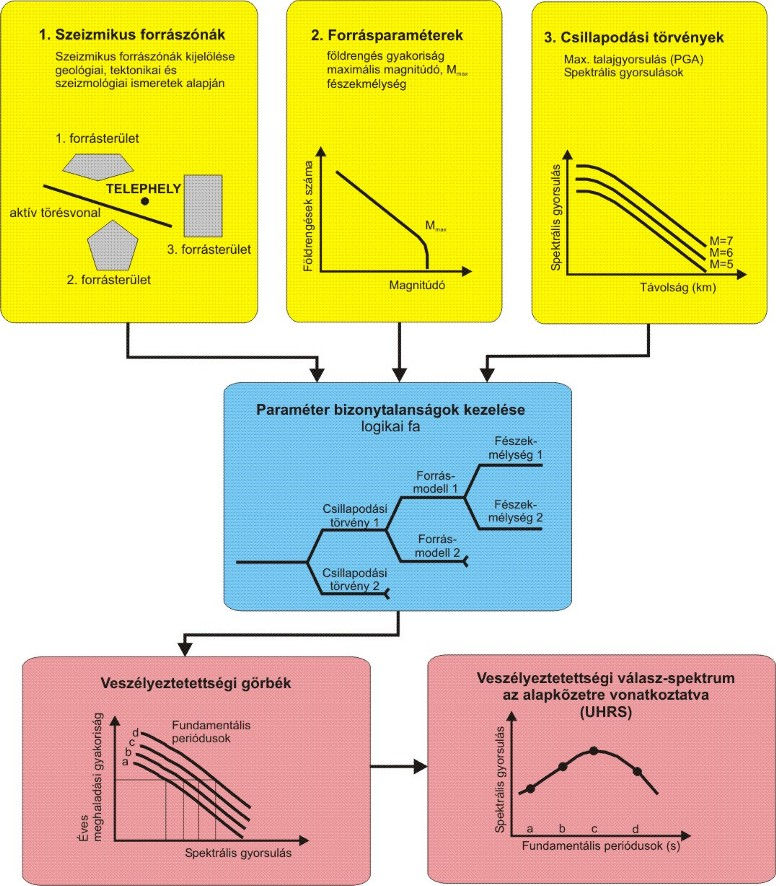 1. Szeizmikus forrászónák
Szeizmikus forrászónák kijelölése
geológiai, tektonikai és
szeizmológiai ismeretek alapján
1. forrásterület
TELEPHELY
aktív törésvonal
3. forrásterület
2. forrásterület
2. Forrásparaméterek
földrengés gyakoriság
maximális magnitúdó, Mmax
fészekmélység
Földrengések száma
Mmax
Magnitúdó
3. Csillapodási törvények
Max. talajgyorsulás (PGA)
Spektrális gyorsulások
Spektrális gyorsulás
M=7
M=6
M=5
Távolság (km)
Paraméter bizonytalanságok kezelése
logikai fa
Fészek-
mélység 1
Forrás-
modell 1
Fészek-
mélység 2
Csillapodási
törvény 1
Forrás-
modell 2
Csillapodási
törvény 2
Veszélyeztetettségi görbék
Fundamentális
periódusok
d
c
b
a
Éves
meghaladási gyakoriság
Spektrális gyorsulás
Veszélyeztetettségi válasz-spektrum
az alapkőzetre vonatkoztatva
(UHRS)
Spektrális gyorsulás
a b c d
Fundamentális periódusok (s)